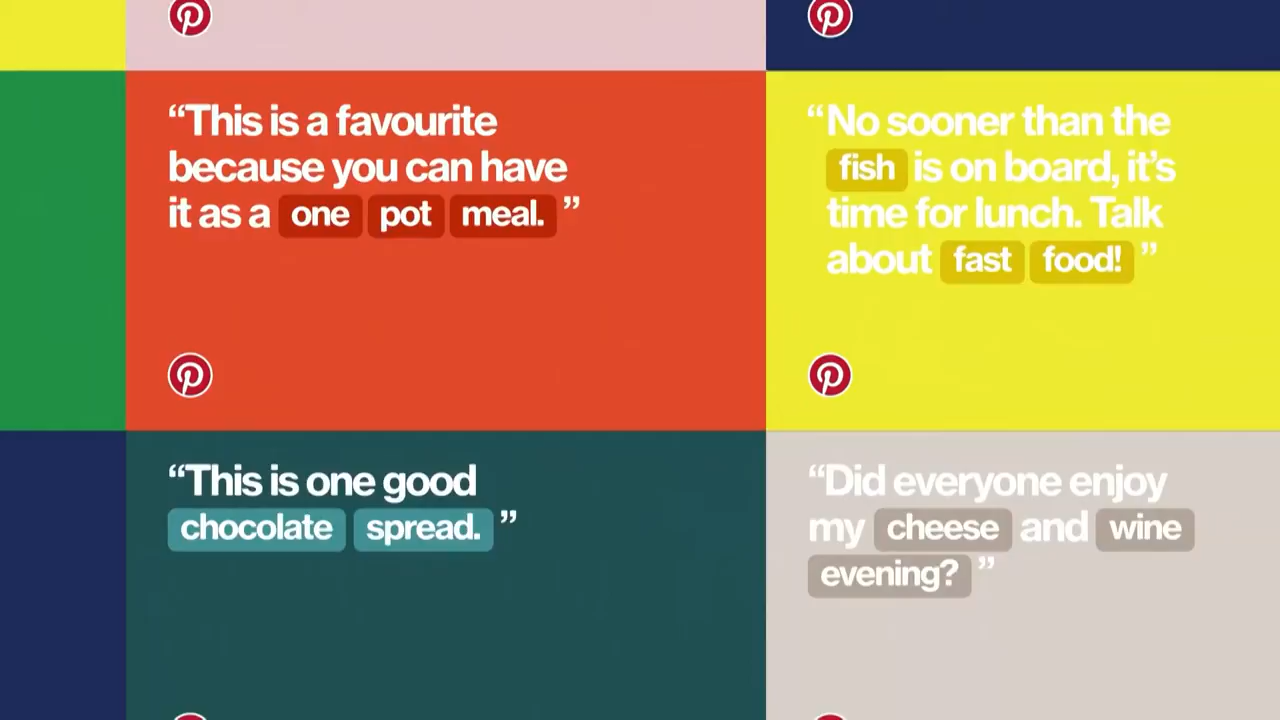 “This is a favourite
because you can have
it as a one pot meal. ”
“No sooner than the
fish is on board, it’s
time for lunch. Talk
about fast food! ”
“This is one good
chocolate spread. ”
“Did everyone enjoy
my cheese and wine
evening? ”